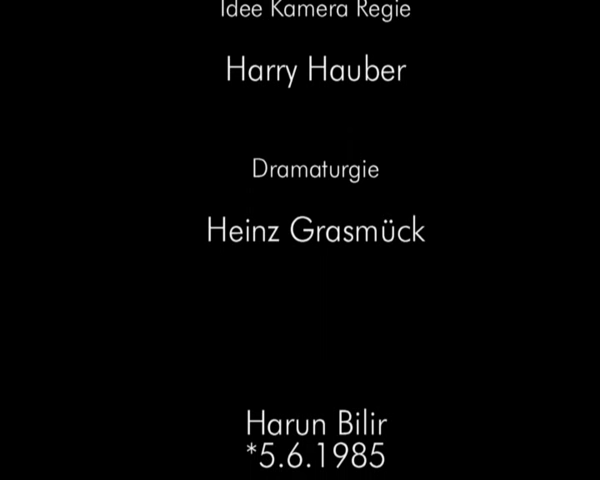 Idee Kamera Regie
Harry Hauber
Dramaturgie
Heinz Grasmück
Harun Bilir
*5.6.1985